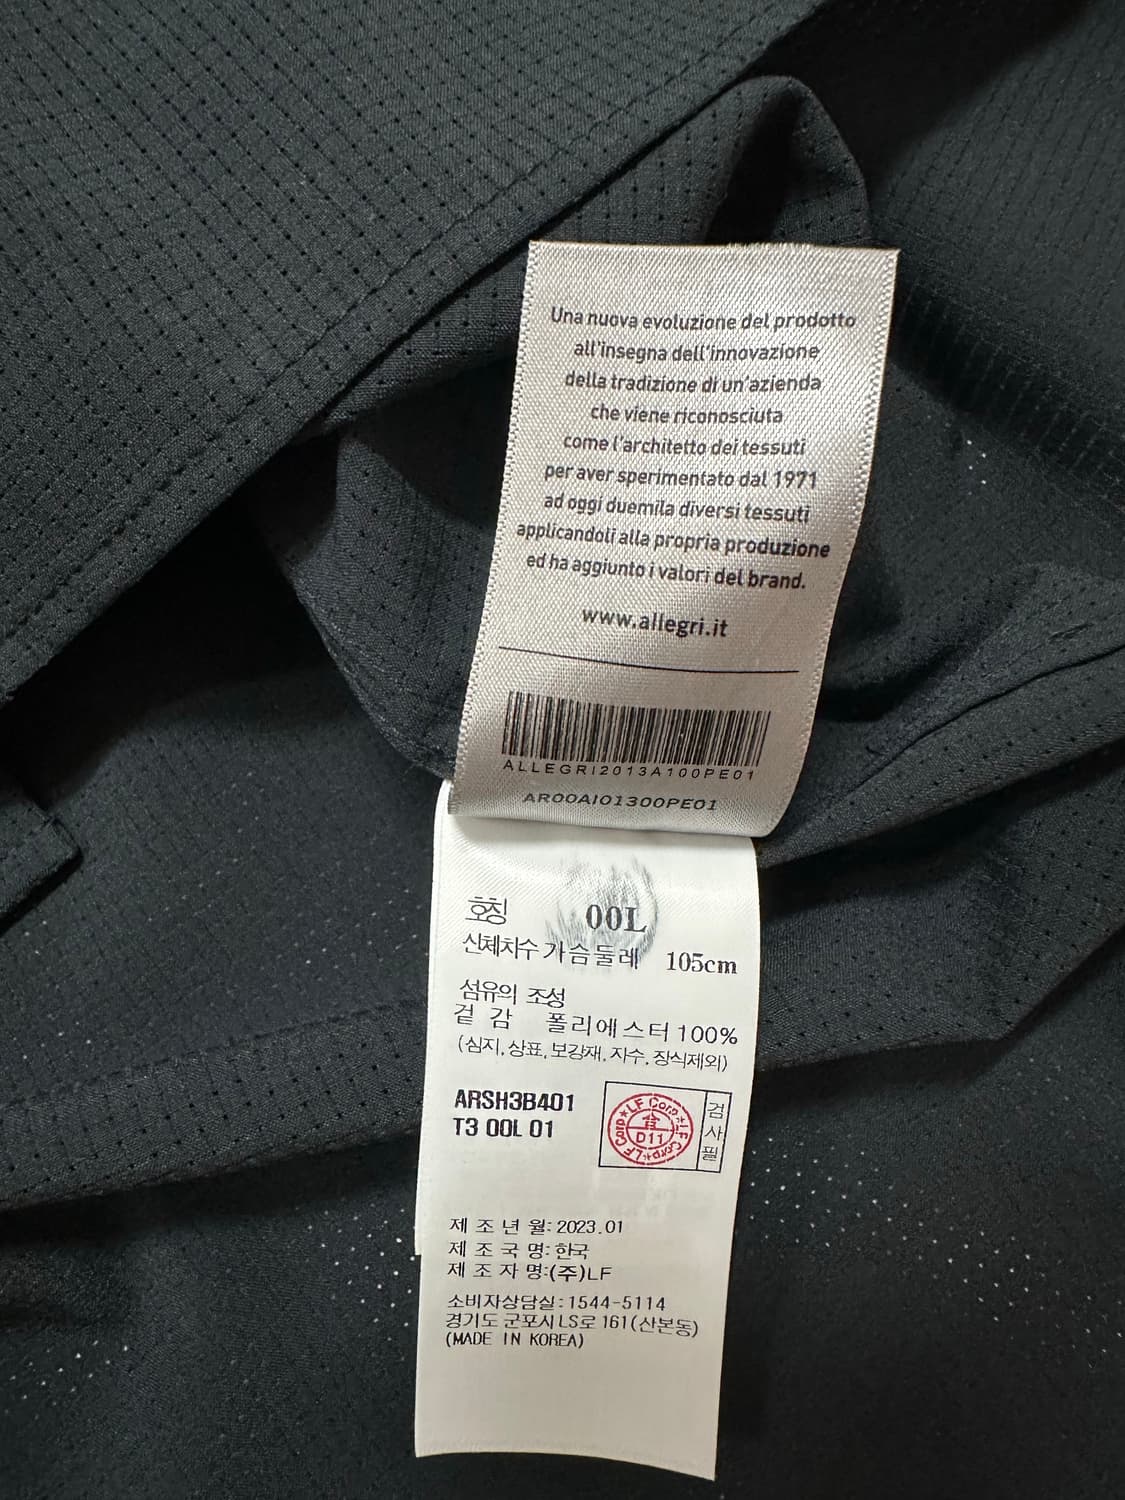 Una nuova evoluzione del prodotto
all'insegna dell'innovazione
della tradizione di un'azienda
che viene riconosciuta
come l'architetto dei tessuti
per aver sperimentato dal 1971
ad oggi duemila diversi tessuti
applicandoli alla propria produzione
ed ha aggiunto i valori del brand.
www.allegri.it
ALLEGRI2013A100PE01
AR00AI01300PE01
호칭 00L
신체치수 가슴둘레 105cm
섬유의 조성
겉감 폴리에스터 100%
(심지, 상표, 보강재, 자수, 장식제외)
ARSH3B401
T3 00L 01
LF Corp★LF Corp★LF Corp★
D11
검사필
제조년월: 2023.01
제조국명: 한국
제조자명:(주)LF
소비자상담실: 1544-5114
경기도 군포시 LS로 161(산본동)
(MADE IN KOREA)